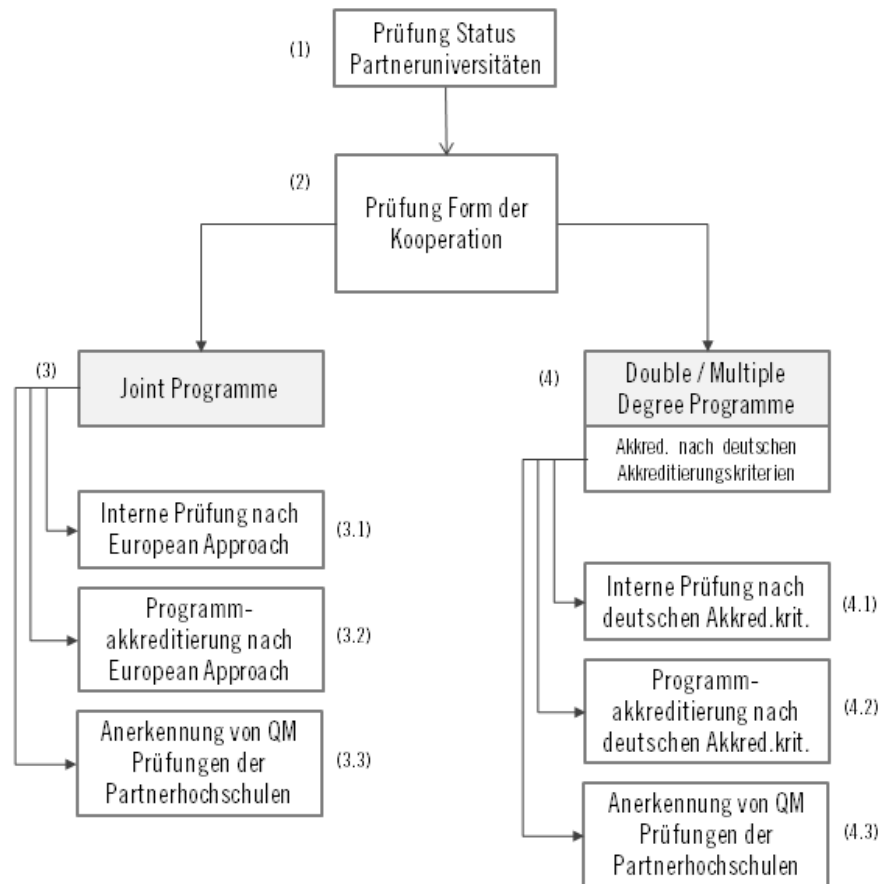 (1)
Prüfung Status
Partneruniversitäten
(2)
Prüfung Form der
Kooperation
(3)
Joint Programme
Interne Prüfung nach
European Approach
(3.1)
Programm-
akkreditierung nach
European Approach
(3.2)
Anerkennung von QM
Prüfungen der
Partnerhochschulen
(3.3)
(4)
Double / Multiple
Degree Programme
Akkred. nach deutschen
Akkreditierungskriterien
Interne Prüfung nach
deutschen Akkred.krit.
(4.1)
Programm-
akkreditierung nach
deutschen Akkred.krit.
(4.2)
Anerkennung von QM
Prüfungen der
Partnerhochschulen
(4.3)